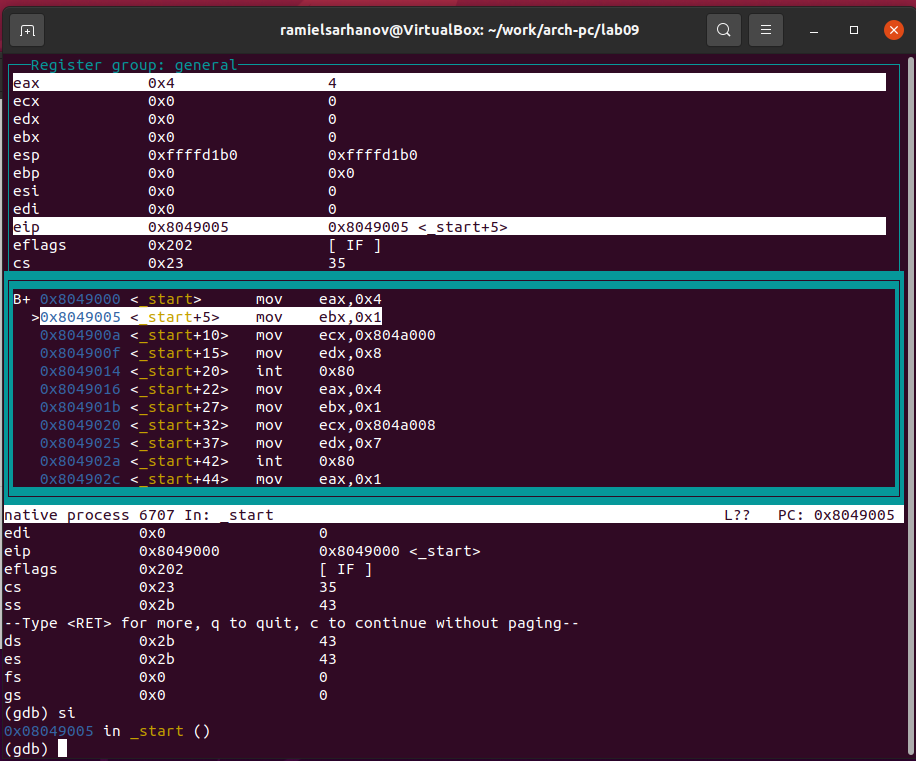 ramielsarhanov@VirtualBox: ~/work/arch-pc/lab09
Register group: general
eax 0x4 4
ecx 0x0 0
edx 0x0 0
ebx 0x0 0
esp 0xffffd1b0 0xffffd1b0
ebp 0x0 0x0
esi 0x0 0
edi 0x0 0
eip 0x8049005 0x8049005 <_start+5>
eflags 0x202 [ IF ]
cs 0x23 35
B+ 0x8049000 <_start> mov eax,0x4
>0x8049005 <_start+5> mov ebx,0x1
0x804900a <_start+10> mov ecx,0x804a000
0x804900f <_start+15> mov edx,0x8
0x8049014 <_start+20> int 0x80
0x8049016 <_start+22> mov eax,0x4
0x804901b <_start+27> mov ebx,0x1
0x8049020 <_start+32> mov ecx,0x804a008
0x8049025 <_start+37> mov edx,0x7
0x804902a <_start+42> int 0x80
0x804902c <_start+44> mov eax,0x1
native process 6707 In: _start L?? PC: 0x8049005
edi 0x0 0
eip 0x8049000 0x8049000 <_start>
eflags 0x202 [ IF ]
cs 0x23 35
ss 0x2b 43
--Type <RET> for more, q to quit, c to continue without paging--
ds 0x2b 43
es 0x2b 43
fs 0x0 0
gs 0x0 0
(gdb) si
0x08049005 in _start ()
(gdb)